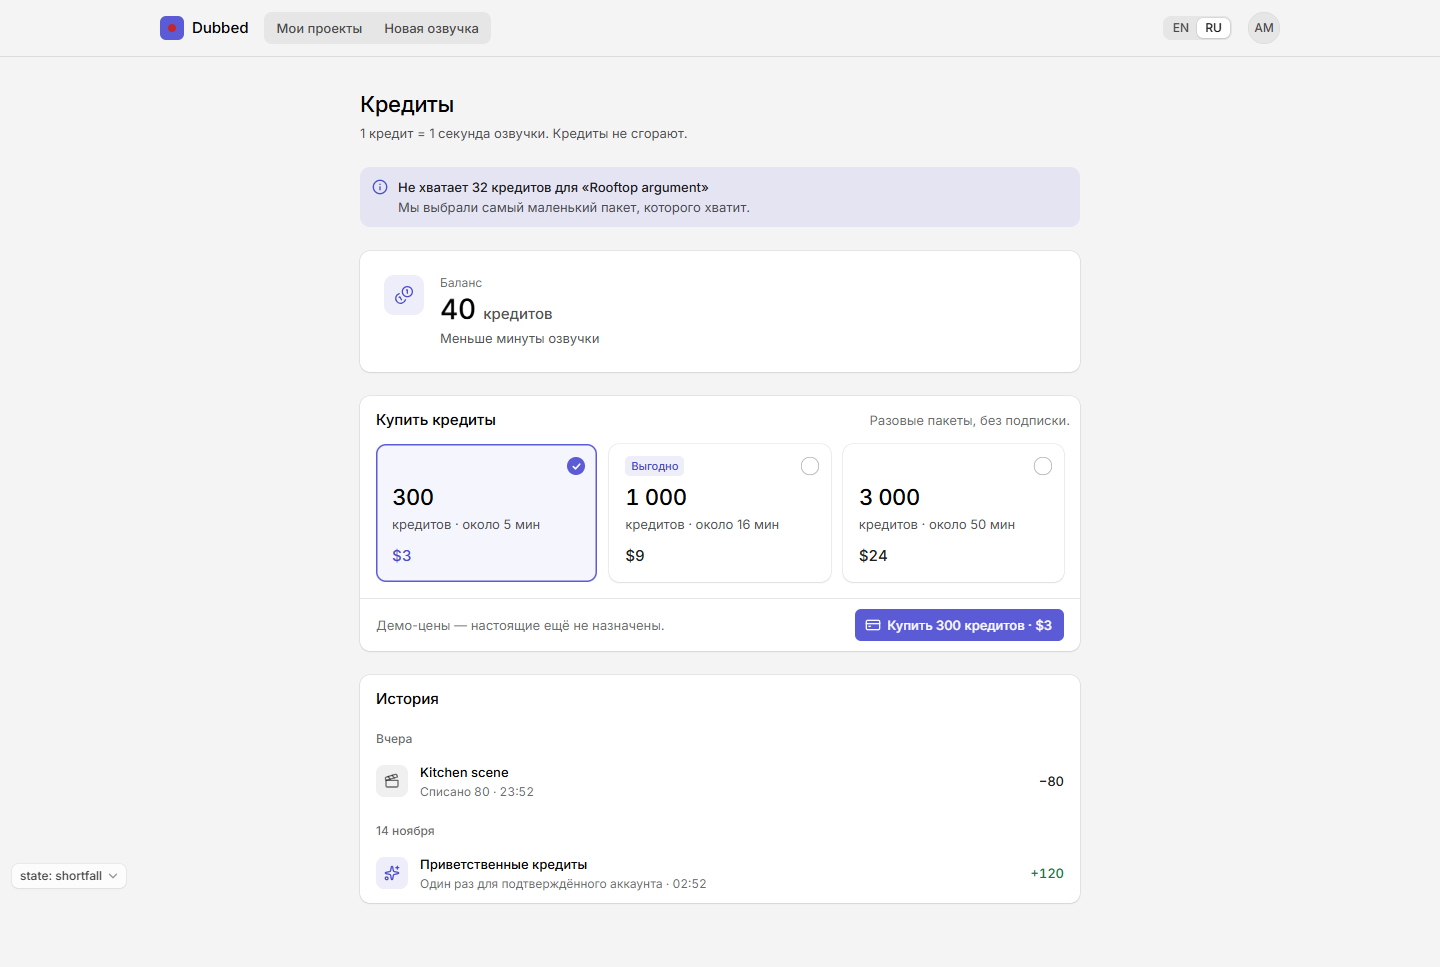 Dubbed
Мои проекты
Новая озвучка
EN
RU
AM
Кредиты
1 кредит = 1 секунда озвучки. Кредиты не сгорают.
Не хватает 32 кредитов для «Rooftop argument»
Мы выбрали самый маленький пакет, которого хватит.
Баланс
40 кредитов
Меньше минуты озвучки
Купить кредиты
Разовые пакеты, без подписки.
300
кредитов · около 5 мин
$3
Выгодно
1 000
кредитов · около 16 мин
$9
3 000
кредитов · около 50 мин
$24
Демо-цены — настоящие ещё не назначены.
Купить 300 кредитов · $3
История
Вчера
Kitchen scene
Списано 80 · 23:52
−80
14 ноября
Приветственные кредиты
Один раз для подтверждённого аккаунта · 02:52
+120
state: shortfall